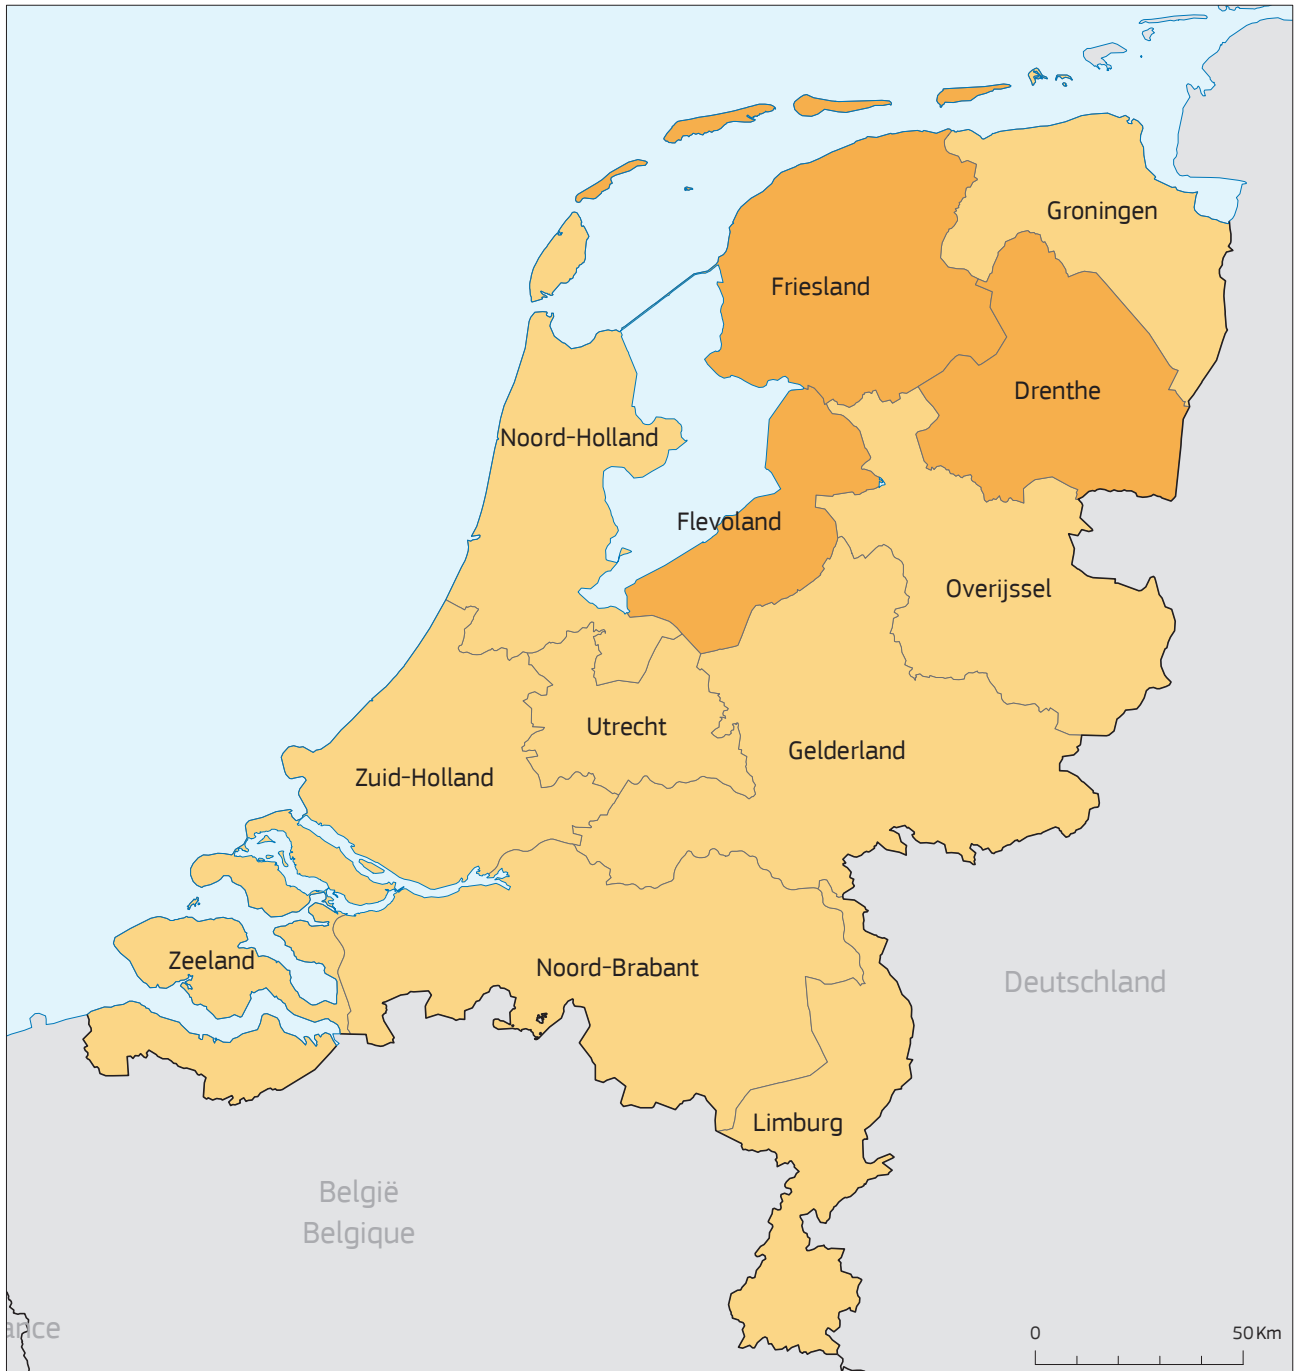 Groningen
Friesland
Drenthe
Noord-Holland
Flevoland
Overijssel
Utrecht
Gelderland
Zuid-Holland
Zeeland
Noord-Brabant
Deutschland
Limburg
België
Belgique
ance
0 50 Km